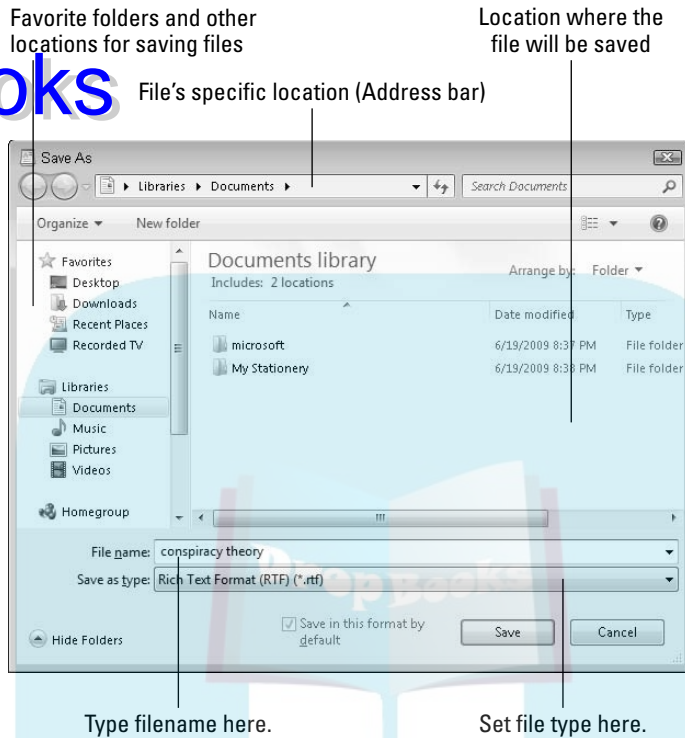 Favorite folders and other
locations for saving files
Location where the
file will be saved
oks
File's specific location (Address bar)
Save As
Libraries Documents
Search Documents
Organize
New folder
Favorites
Desktop
Downloads
Recent Places
Recorded TV
Libraries
Documents
Music
Pictures
Videos
Homegroup
Documents library
Includes: 2 locations
Arrange by: Folder
Name Date modified Type
microsoft 6/19/2009 8:37 PM File folder
My Stationery 6/19/2009 8:38 PM File folder
File name: conspiracy theory
Save as type: Rich Text Format (RTF) (*.rtf)
DropBooks
Hide Folders
Save in this format by
default
Save
Cancel
Type filename here.
Set file type here.